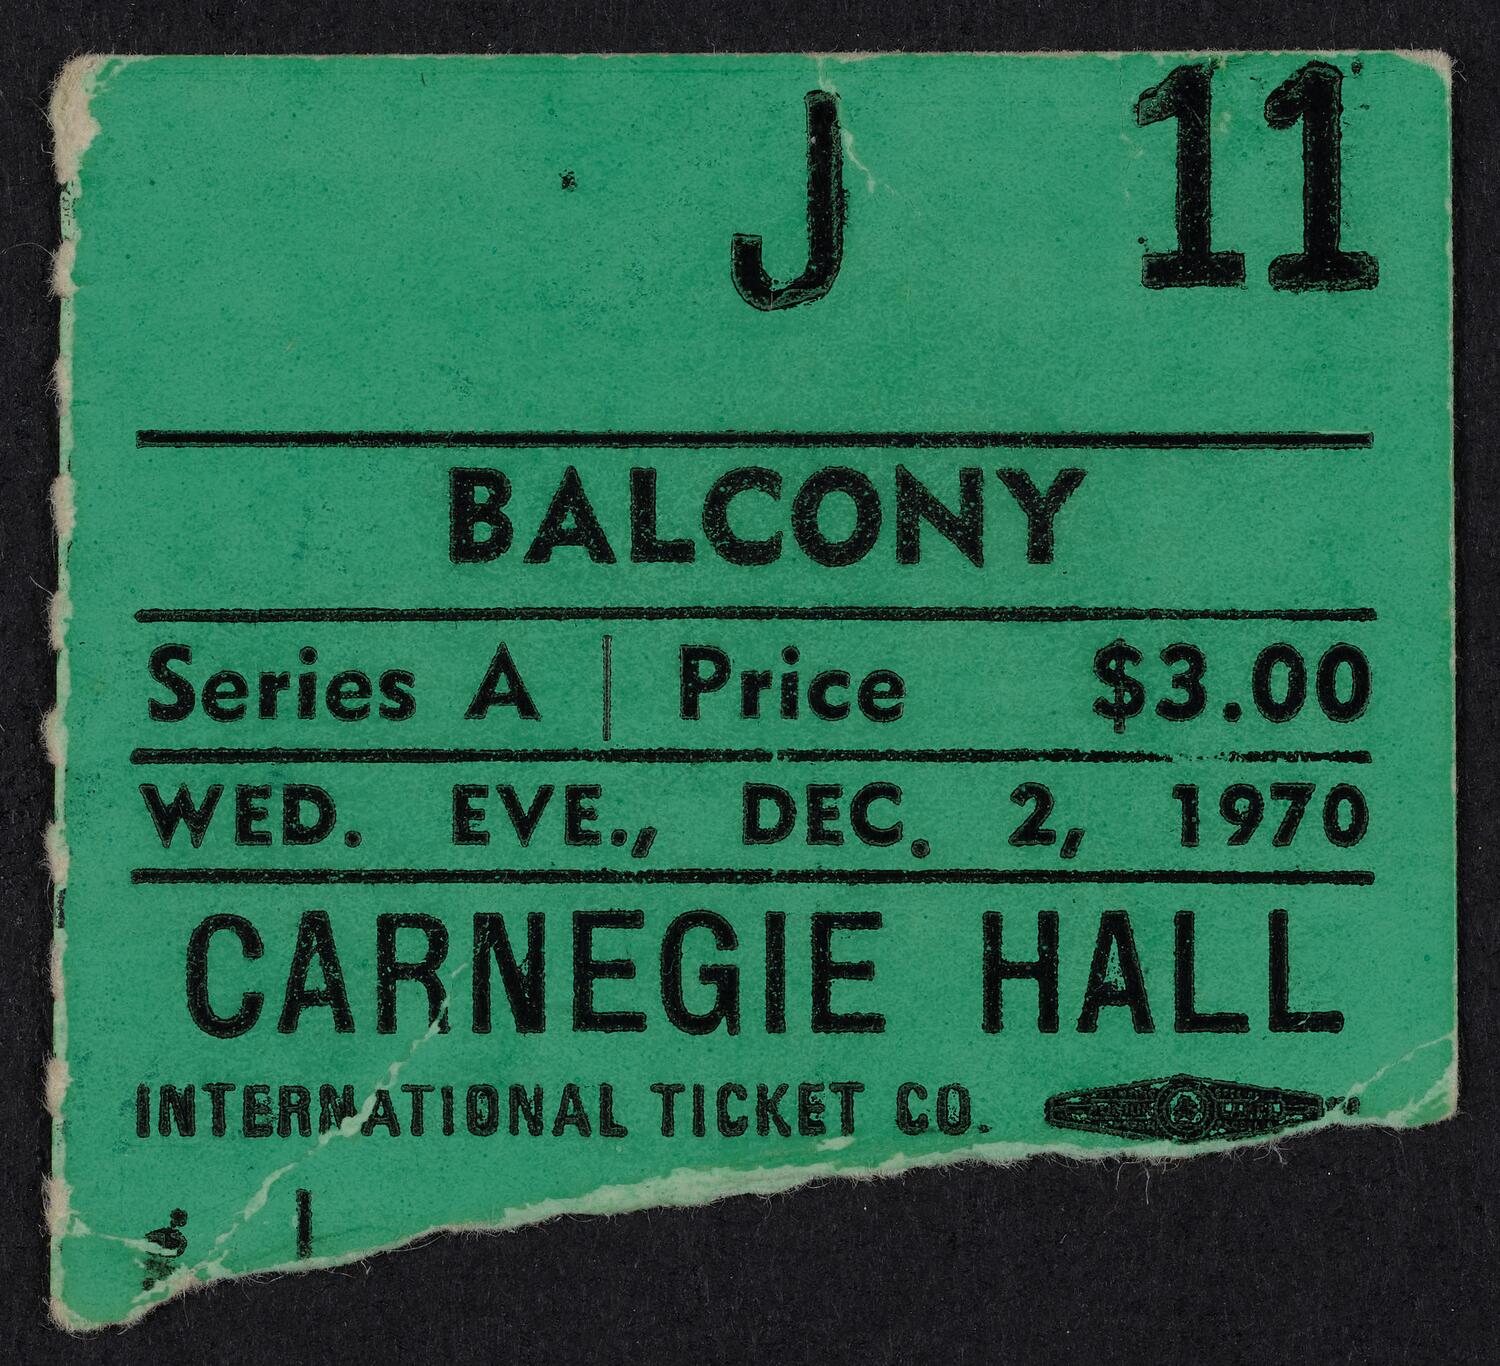 J 11
BALCONY
Series A | Price $3.00
WED. EVE., DEC. 2, 1970
CARNEGIE HALL
INTERNATIONAL TICKET CO.